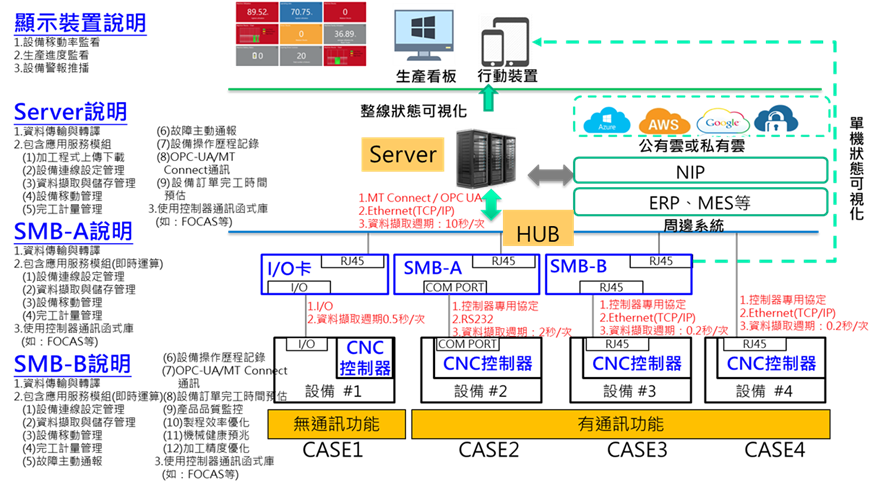 顯示裝置說明
1.設備稼動率監看
2.生產進度監看
3.設備警報推播
89.52.
70.75.
0
0
36.89.
0
20
生產看板
行動裝置
整線狀態可視化
單機狀態可視化
Azure
AWS
Google
公有雲或私有雲
NIP
ERP、MES等
周邊系統
Server
HUB
1.MT Connect / OPC UA
2.Ethernet(TCP/IP)
3.資料擷取週期：10秒/次
Server說明
1.資料傳輸與轉譯
2.包含應用服務模組
(1)加工程式上傳下載
(2)設備連線設定管理
(3)資料擷取與儲存管理
(4)設備稼動管理
(5)完工計量管理
(6)故障主動通報
(7)設備操作歷程記錄
(8)OPC-UA/MT
Connect通訊
(9)設備訂單完工時間
預估
3.使用控制器通訊函式庫
(如：FOCAS等)
SMB-A說明
1.資料傳輸與轉譯
2.包含應用服務模組(即時運算)
(1)設備連線設定管理
(2)資料擷取與儲存管理
(3)設備稼動管理
(4)完工計量管理
3.使用控制器通訊函式庫
(如：FOCAS等)
SMB-B說明
1.資料傳輸與轉譯
2.包含應用服務模組(即時運算)
(1)設備連線設定管理
(2)資料擷取與儲存管理
(3)設備稼動管理
(4)完工計量管理
(5)故障主動通報
(6)設備操作歷程記錄
(7)OPC-UA/MT Connect
通訊
(8)設備訂單完工時間預估
(9)產品品質監控
(10)製程效率優化
(11)機械健康預兆
(12)加工精度優化
3.使用控制器通訊函式庫
(如：FOCAS等)
I/O卡
RJ45
I/O
1.I/O
2.資料擷取週期0.5秒/次
I/O
CNC
控制器
設備 #1
SMB-A
RJ45
COM PORT
1.控制器專用協定
2.RS232
3.資料擷取週期：2秒/次
COM PORT
CNC控制器
設備 #2
SMB-B
RJ45
RJ45
1.控制器專用協定
2.Ethernet(TCP/IP)
3.資料擷取週期：0.2秒/次
RJ45
CNC控制器
設備 #3
1.控制器專用協定
2.Ethernet(TCP/IP)
3.資料擷取週期：0.2秒/次
RJ45
CNC控制器
設備 #4
無通訊功能
有通訊功能
CASE1
CASE2
CASE3
CASE4